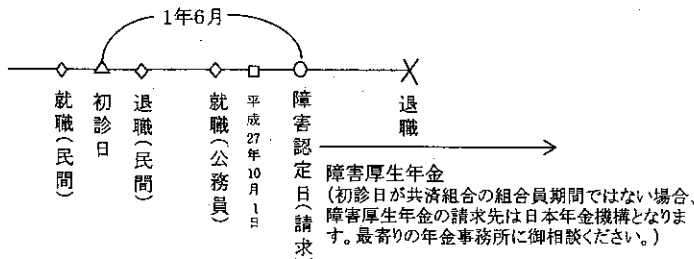 1年6月
就職(民間)
初診日
退職(民間)
就職(公務員)
平成27年10月1日
障害認定日(請求
退職
障害厚生年金
(初診日が共済組合の組合員期間ではない場合、
障害厚生年金の請求先は日本年金機構となりま
す。最寄りの年金事務所に御相談ください。)